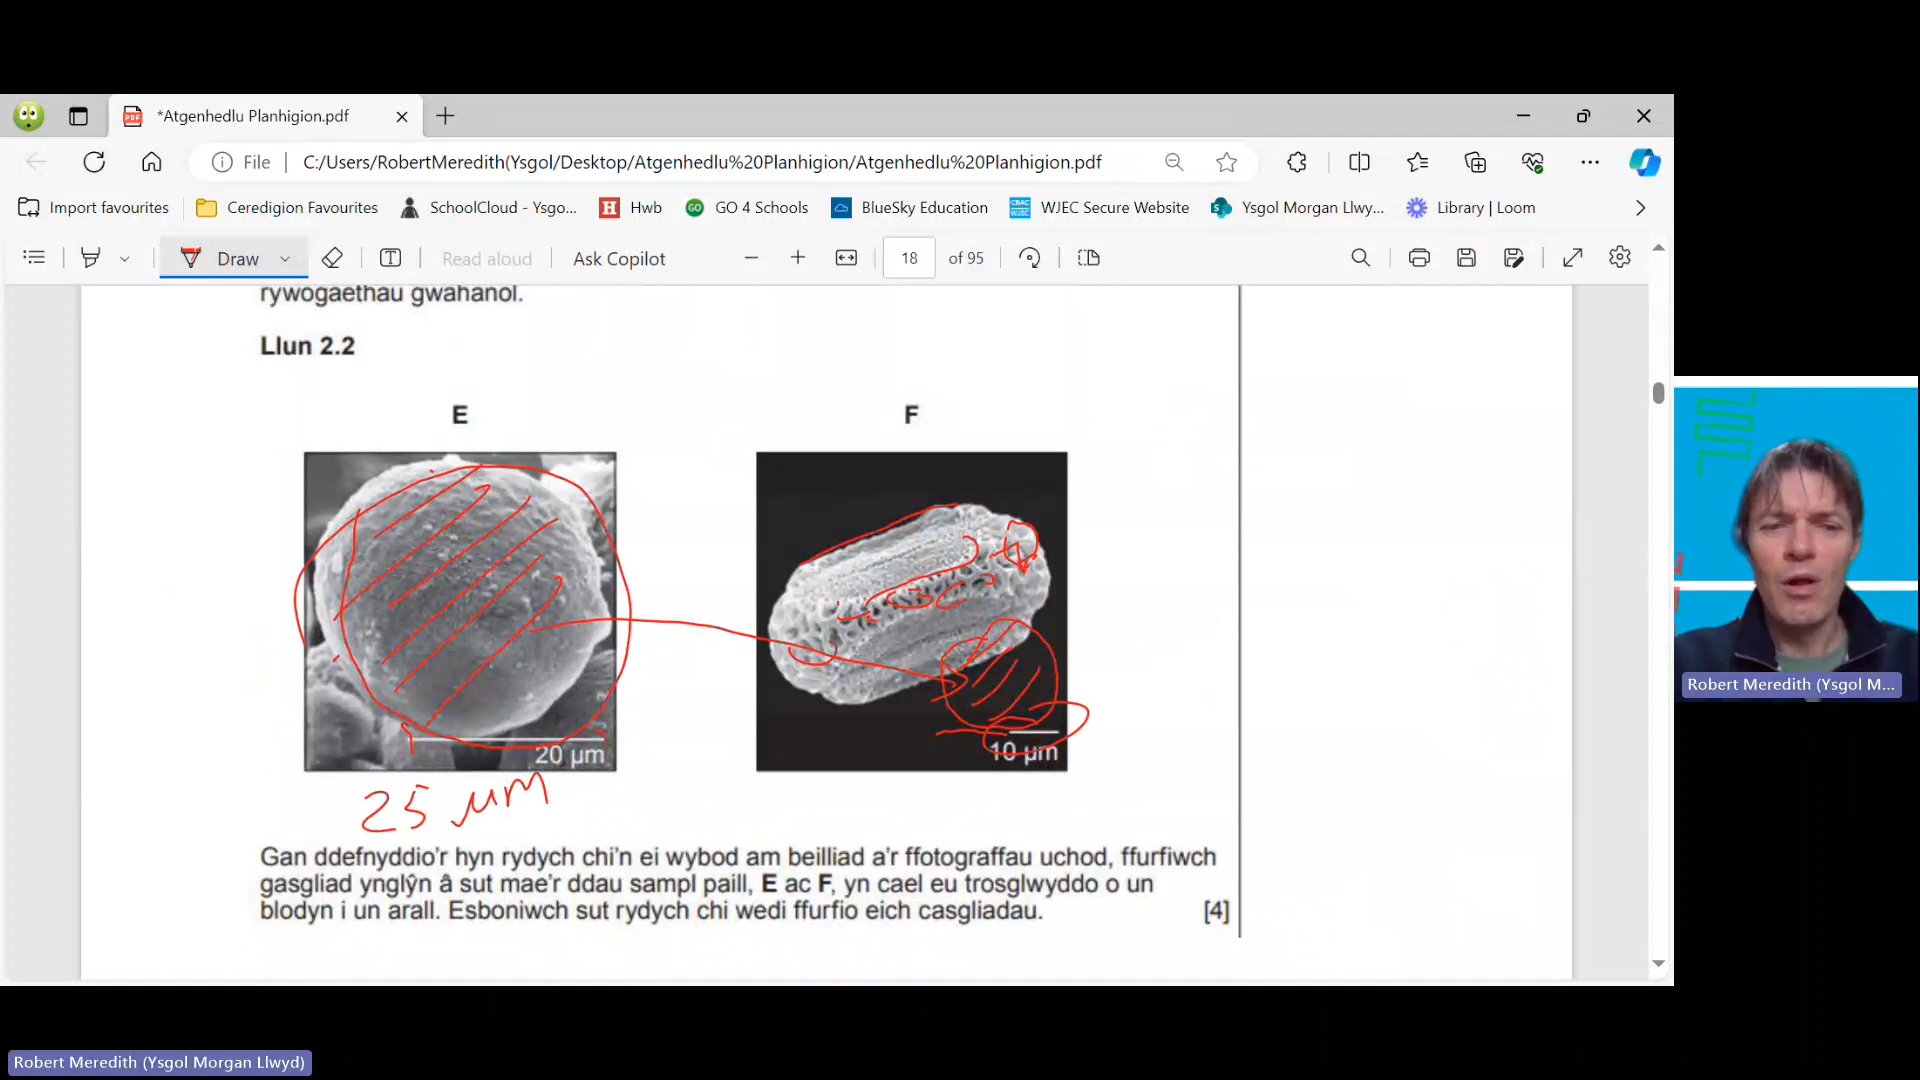 *Atgenhedlu Planhigion.pdf
File
C:/Users/RobertMeredith(Ysgol/Desktop/Atgenhedlu%20Planhigion/Atgenhedlu%20Planhigion.pdf
Import favourites
Ceredigion Favourites
SchoolCloud - Ysgo...
Hwb
GO 4 Schools
BlueSky Education
WJEC Secure Website
Ysgol Morgan Llwy...
Library | Loom
Draw
Read aloud
Ask Copilot
18 of 95
rywogaethau gwahanol.
Llun 2.2
E
F
20 µm
10 µm
25 µm
Gan ddefnyddio'r hyn rydych chi'n ei wybod am beilliad a'r ffotograffau uchod, ffurfiwch
gasgliad ynglŷn â sut mae'r ddau sampl paill, E ac F, yn cael eu trosglwyddo o un
blodyn i un arall. Esboniwch sut rydych chi wedi ffurfio eich casgliadau.
[4]
Robert Meredith (Ysgol M...
Robert Meredith (Ysgol Morgan Llwyd)